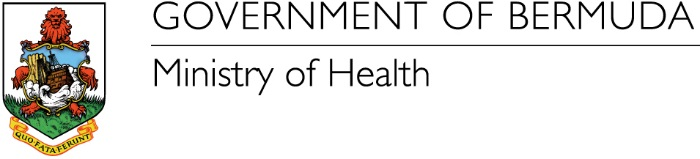 GOVERNMENT OF BERMUDA
Ministry of Health
QUO FATA FERUNT